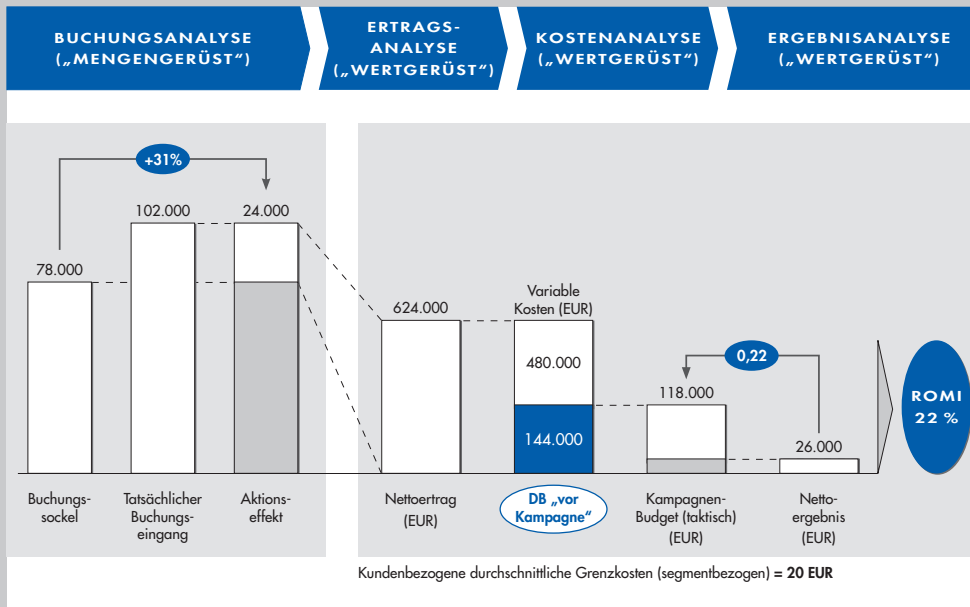 BUCHUNGSANALYSE
(„MENGENGERÜST“)
ERTRAGS-
ANALYSE
(„WERTGERÜST“)
KOSTENANALYSE
(„WERTGERÜST“)
ERGEBNISANALYSE
(„WERTGERÜST“)
+31%
78.000
102.000
24.000
624.000
Variable
Kosten (EUR)
480.000
144.000
118.000
0,22
26.000
ROMI
22 %
Buchungs-
sockel
Tatsächlicher
Buchungs-
eingang
Aktions-
effekt
Nettoertrag
(EUR)
DB „vor
Kampagne“
Kampagnen-
Budget (taktisch)
(EUR)
Netto-
ergebnis
(EUR)
Kundenbezogene durchschnittliche Grenzkosten (segmentbezogen) = 20 EUR